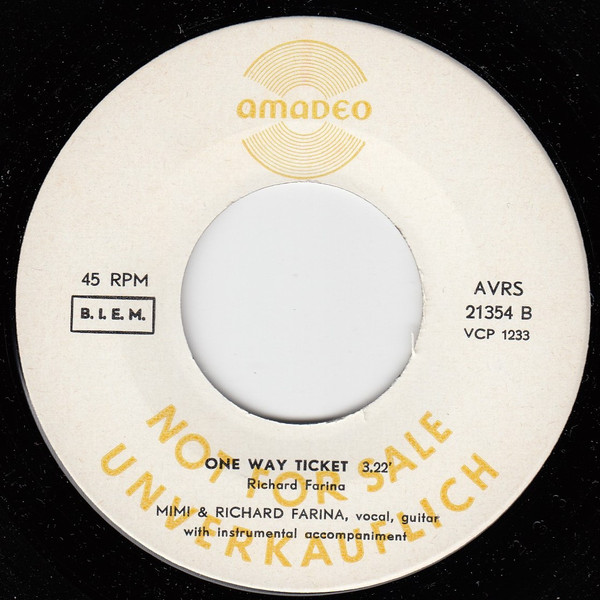 amadeo
45 RPM
B.I.E.M.
AVRS
21354 B
VCP 1233
NOT FOR SALE
ONE WAY TICKET 3.22'
Richard Farina
MIMI & RICHARD FARINA, vocal, guitar
with instrumental accompaniment
UNVERKAUFLICH